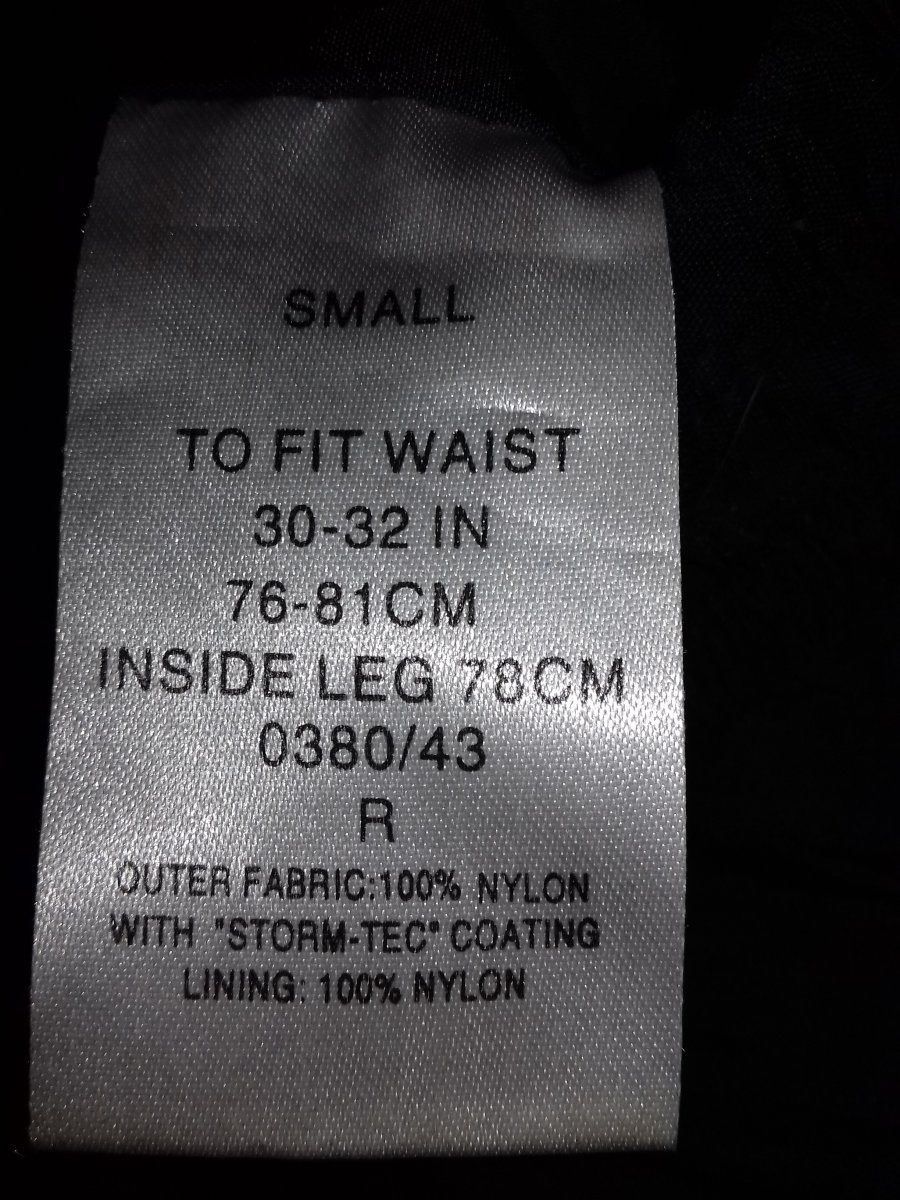 SMALL
TO FIT WAIST
30-32 IN
76-81CM
INSIDE LEG 78CM
0380/43
R
OUTER FABRIC:100% NYLON
WITH "STORM-TEC" COATING
LINING: 100% NYLON